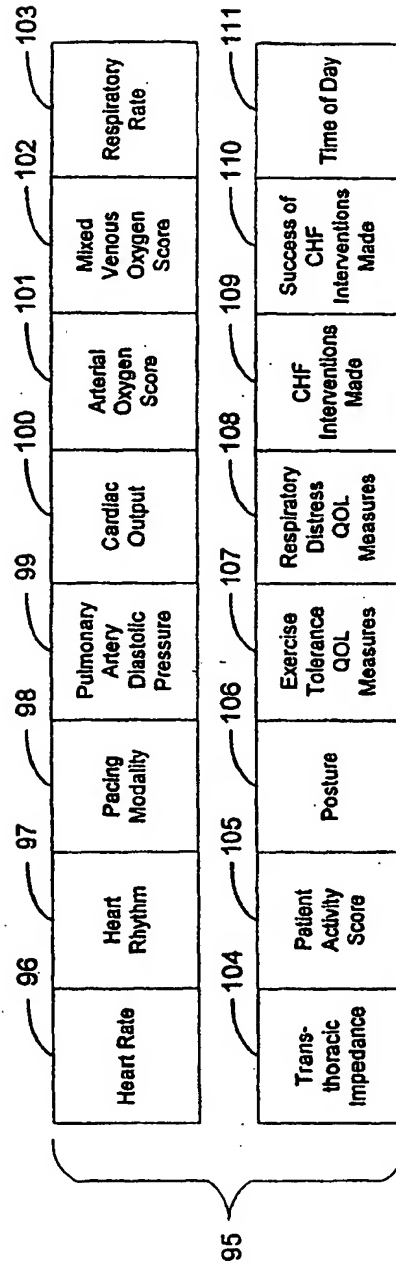 96
97
98
99
100
101
102
103
Heart Rate
Heart
Rhythm
Pacing
Modality
Pulmonary
Artery
Diastolic
Pressure
Cardiac
Output
Arterial
Oxygen
Score
Mixed
Venous
Oxygen
Score
Respiratory
Rate
95
104
105
106
107
108
109
110
111
Trans-
thoracic
Impedance
Patient
Activity
Score
Posture
Exercise
Tolerance
QOL
Measures
Respiratory
Distress
QOL
Measures
CHF
Interventions
Made
Success of
CHF
Interventions
Made
Time of Day